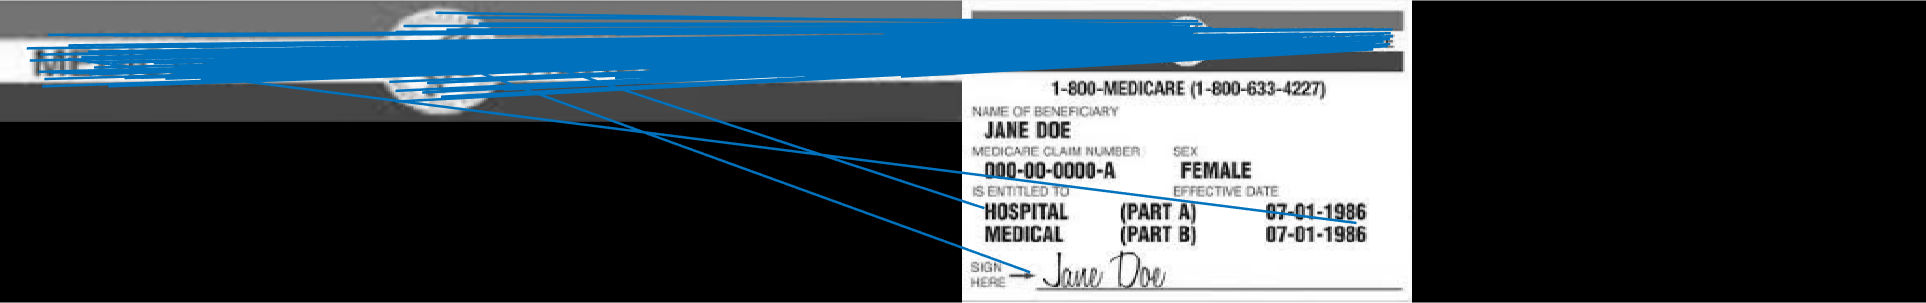 1-800-MEDICARE (1-800-633-4227)
NAME OF BENEFICIARY
JANE DOE
MEDICARE CLAIM NUMBER SEX
000-00-0000-A FEMALE
IS ENTITLED TO EFFECTIVE DATE
HOSPITAL (PART A) 07-01-1986
MEDICAL (PART B) 07-01-1986
SIGN
HERE Jane Doe